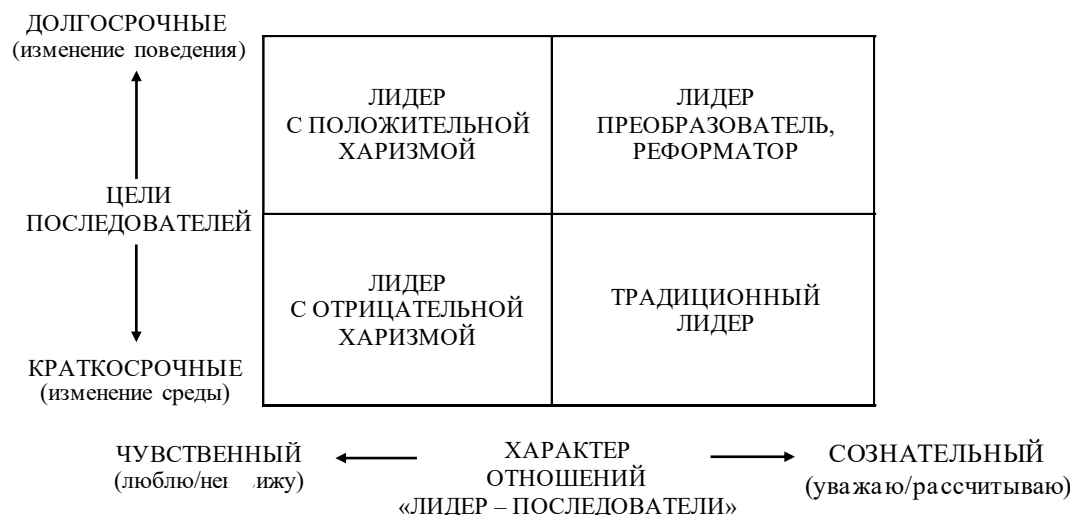 ДОЛГОСРОЧНЫЕ
(изменение поведения)
ЦЕЛИ
ПОСЛЕДОВАТЕЛЕЙ
КРАТКОСРОЧНЫЕ
(изменение среды)
ЛИДЕР
С ПОЛОЖИТЕЛЬНОЙ
ХАРИЗМОЙ
ЛИДЕР
ПРЕОБРАЗОВАТЕЛЬ,
РЕФОРМАТОР
ЛИДЕР
С ОТРИЦАТЕЛЬНОЙ
ХАРИЗМОЙ
ТРАДИЦИОННЫЙ
ЛИДЕР
ЧУВСТВЕННЫЙ
(люблю/
ХАРАКТЕР
ОТНОШЕНИЙ
«ЛИДЕР – ПОСЛЕДОВАТЕЛИ»
СОЗНАТЕЛЬНЫЙ
(уважаю/рассчитываю)